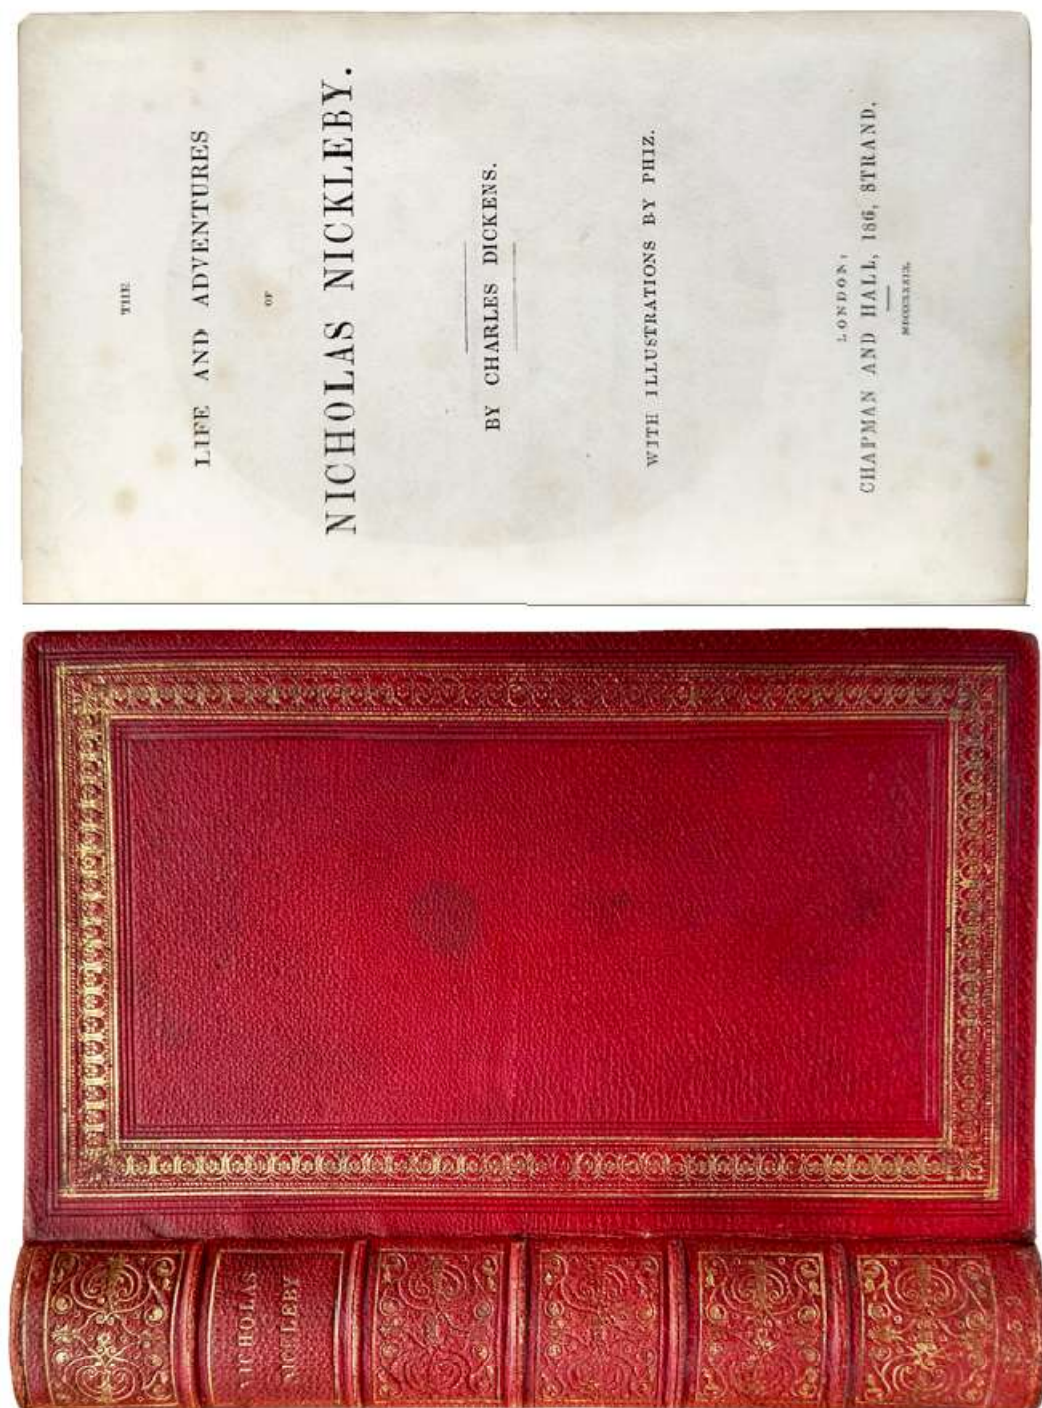 THE
LIFE AND ADVENTURES
OF
NICHOLAS NICKLEBY.
BY CHARLES DICKENS.
WITH ILLUSTRATIONS BY PHIZ.
LONDON:
CHAPMAN AND HALL, 186, STRAND.
MDCCCXXXIX.
NICHOLAS
NICKLEBY